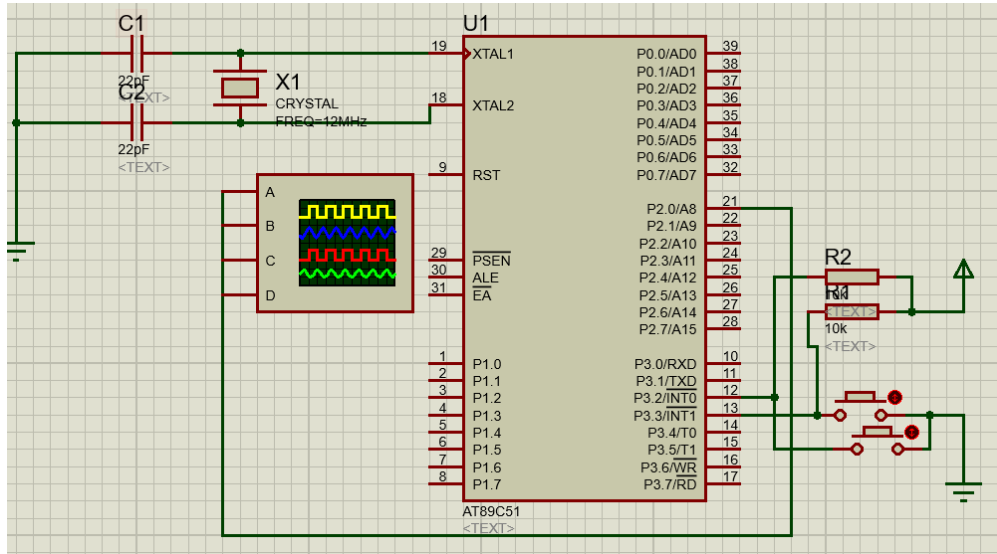 C1
22pF
<TEXT>
C2
22pF
<TEXT>
X1
CRYSTAL
FREQ=12MHz
U1
19
XTAL1
18
XTAL2
9
RST
29
PSEN
30
ALE
31
EA
1
P1.0
2
P1.1
3
P1.2
4
P1.3
5
P1.4
6
P1.5
7
P1.6
8
P1.7
P0.0/AD0
39
P0.1/AD1
38
P0.2/AD2
37
P0.3/AD3
36
P0.4/AD4
35
P0.5/AD5
34
P0.6/AD6
33
P0.7/AD7
32
P2.0/A8
21
P2.1/A9
22
P2.2/A10
23
P2.3/A11
24
P2.4/A12
25
P2.5/A13
26
P2.6/A14
27
P2.7/A15
28
P3.0/RXD
10
P3.1/TXD
11
P3.2/INT0
12
P3.3/INT1
13
P3.4/T0
14
P3.5/T1
15
P3.6/WR
16
P3.7/RD
17
AT89C51
<TEXT>
A
B
C
D
R2
10k
<TEXT>
R1
10k
<TEXT>